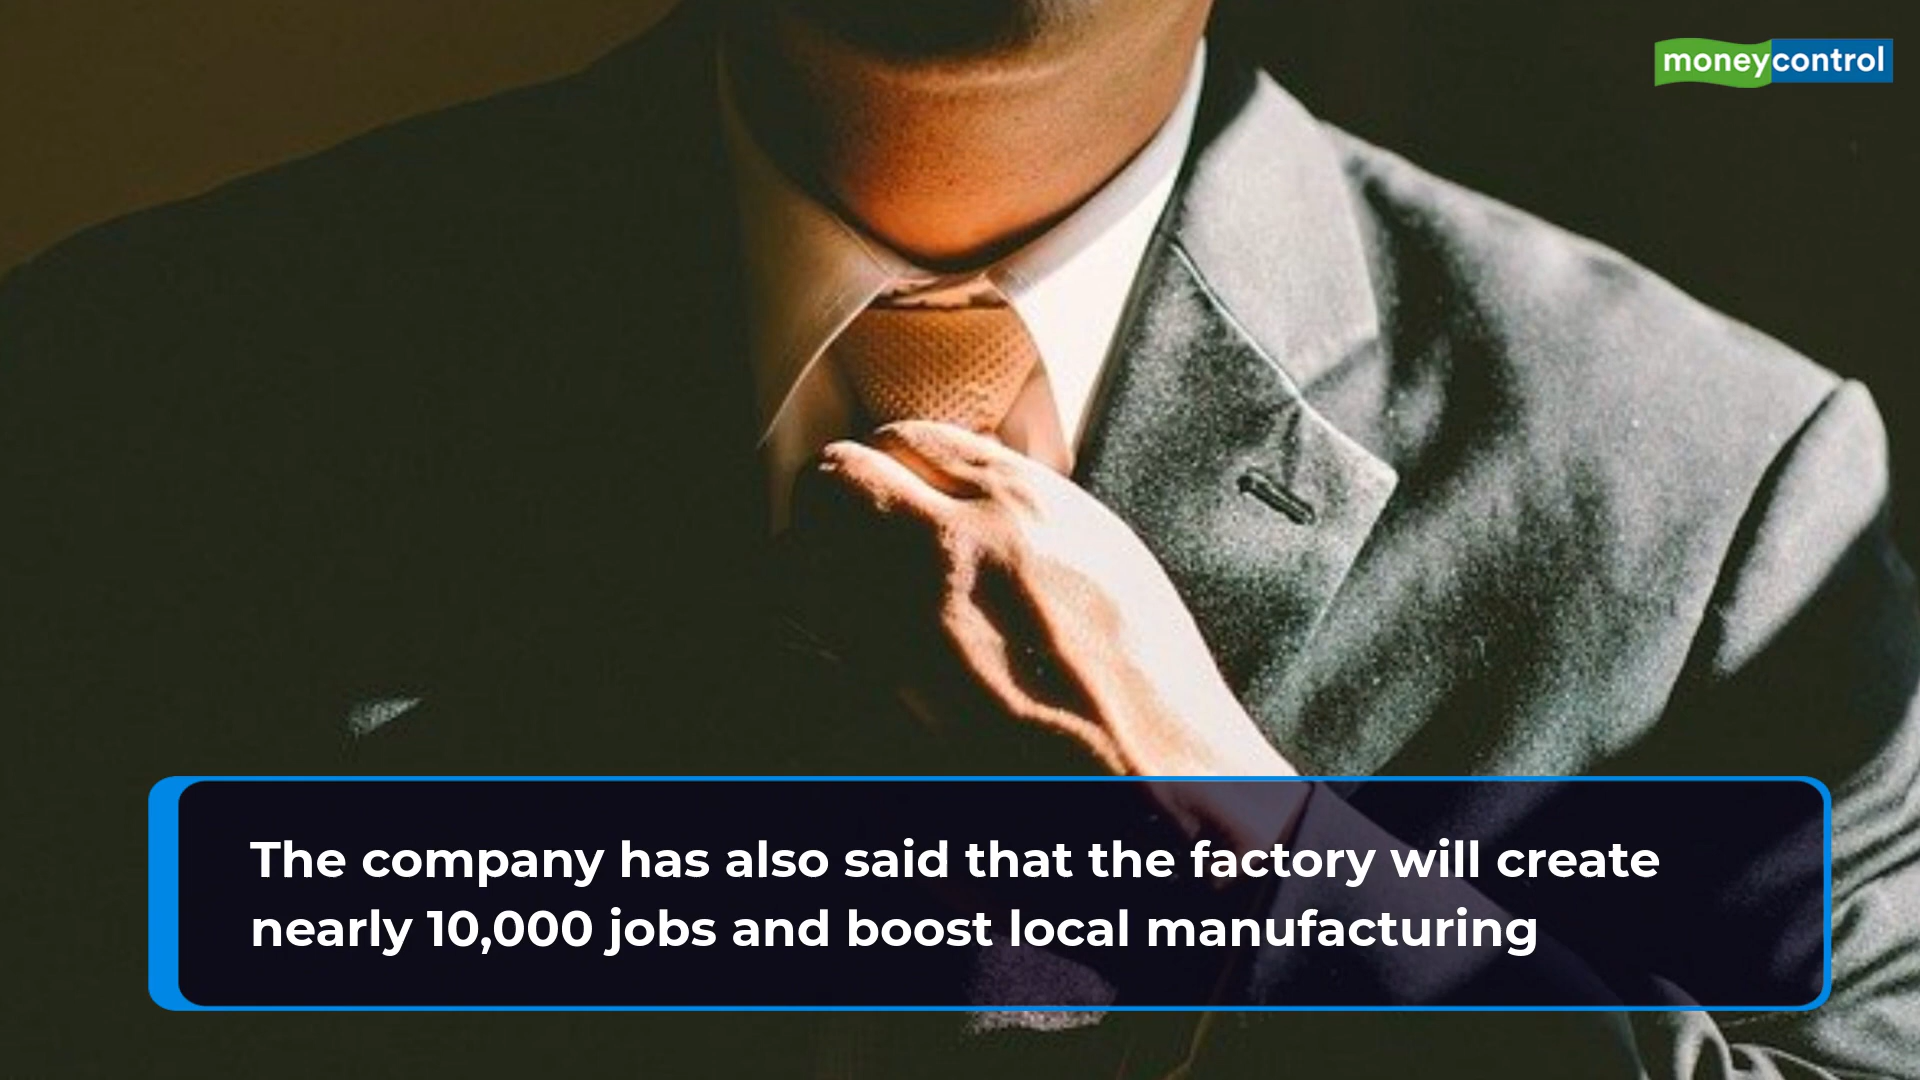 moneycontrol
The company has also said that the factory will create
nearly 10,000 jobs and boost local manufacturing